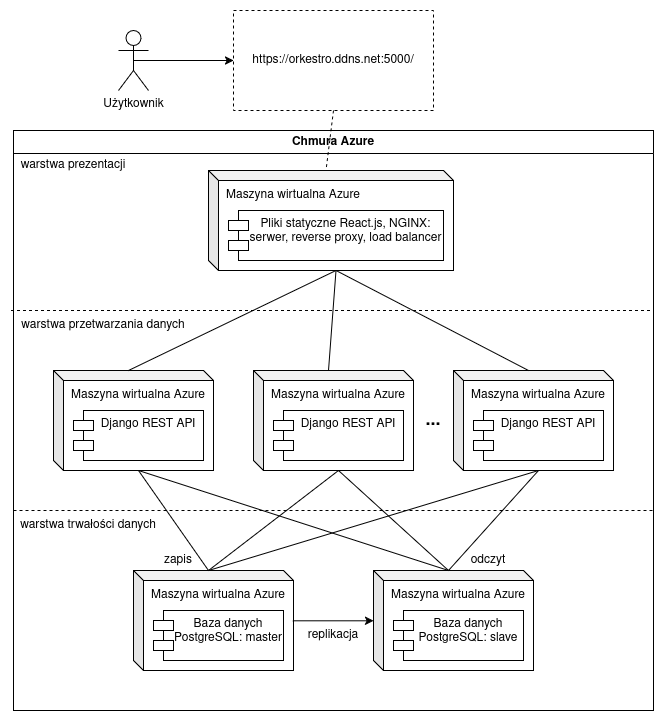 https://orkestro.ddns.net:5000/
Użytkownik
Chmura Azure
warstwa prezentacji
Maszyna wirtualna Azure
Pliki statyczne React.js, NGINX:
serwer, reverse proxy, load balancer
warstwa przetwarzania danych
Maszyna wirtualna Azure
Django REST API
Maszyna wirtualna Azure
Django REST API
...
Maszyna wirtualna Azure
Django REST API
warstwa trwałości danych
zapis
odczyt
Maszyna wirtualna Azure
Baza danych
PostgreSQL: master
replikacja
Maszyna wirtualna Azure
Baza danych
PostgreSQL: slave